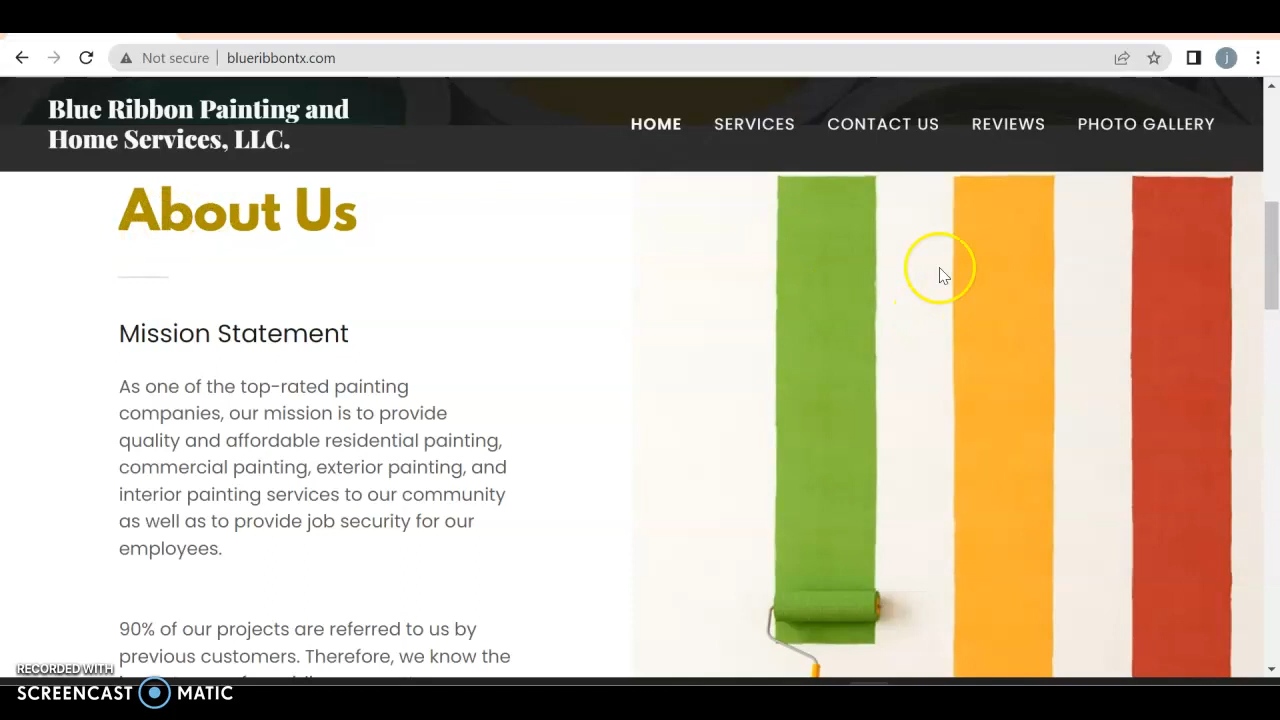 Not secure
blueribbontx.com
j
Blue Ribbon Painting and
Home Services, LLC.
HOME
SERVICES
CONTACT US
REVIEWS
PHOTO GALLERY
About Us
Mission Statement
As one of the top-rated painting
companies, our mission is to provide
quality and affordable residential painting,
commercial painting, exterior painting, and
interior painting services to our community
as well as to provide job security for our
employees.
90% of our projects are referred to us by
previous customers. Therefore, we know the
RECORDED WITH
SCREENCAST MATIC